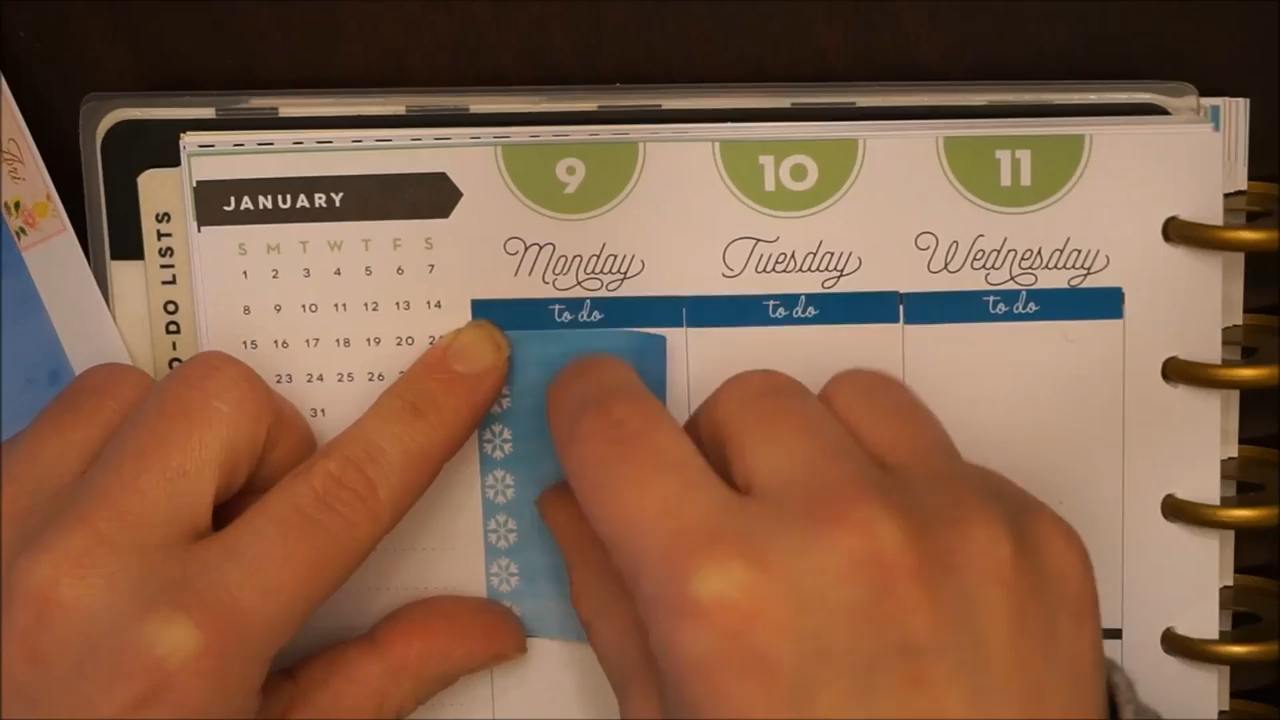 9 10 11
JANUARY
Monday Tuesday Wednesday
S M T W T F S
1 2 3 4 5 6 7
8 9 10 11 12 13 14
15 16 17 18 19 20
23 24 25 26
31
to do to do to do